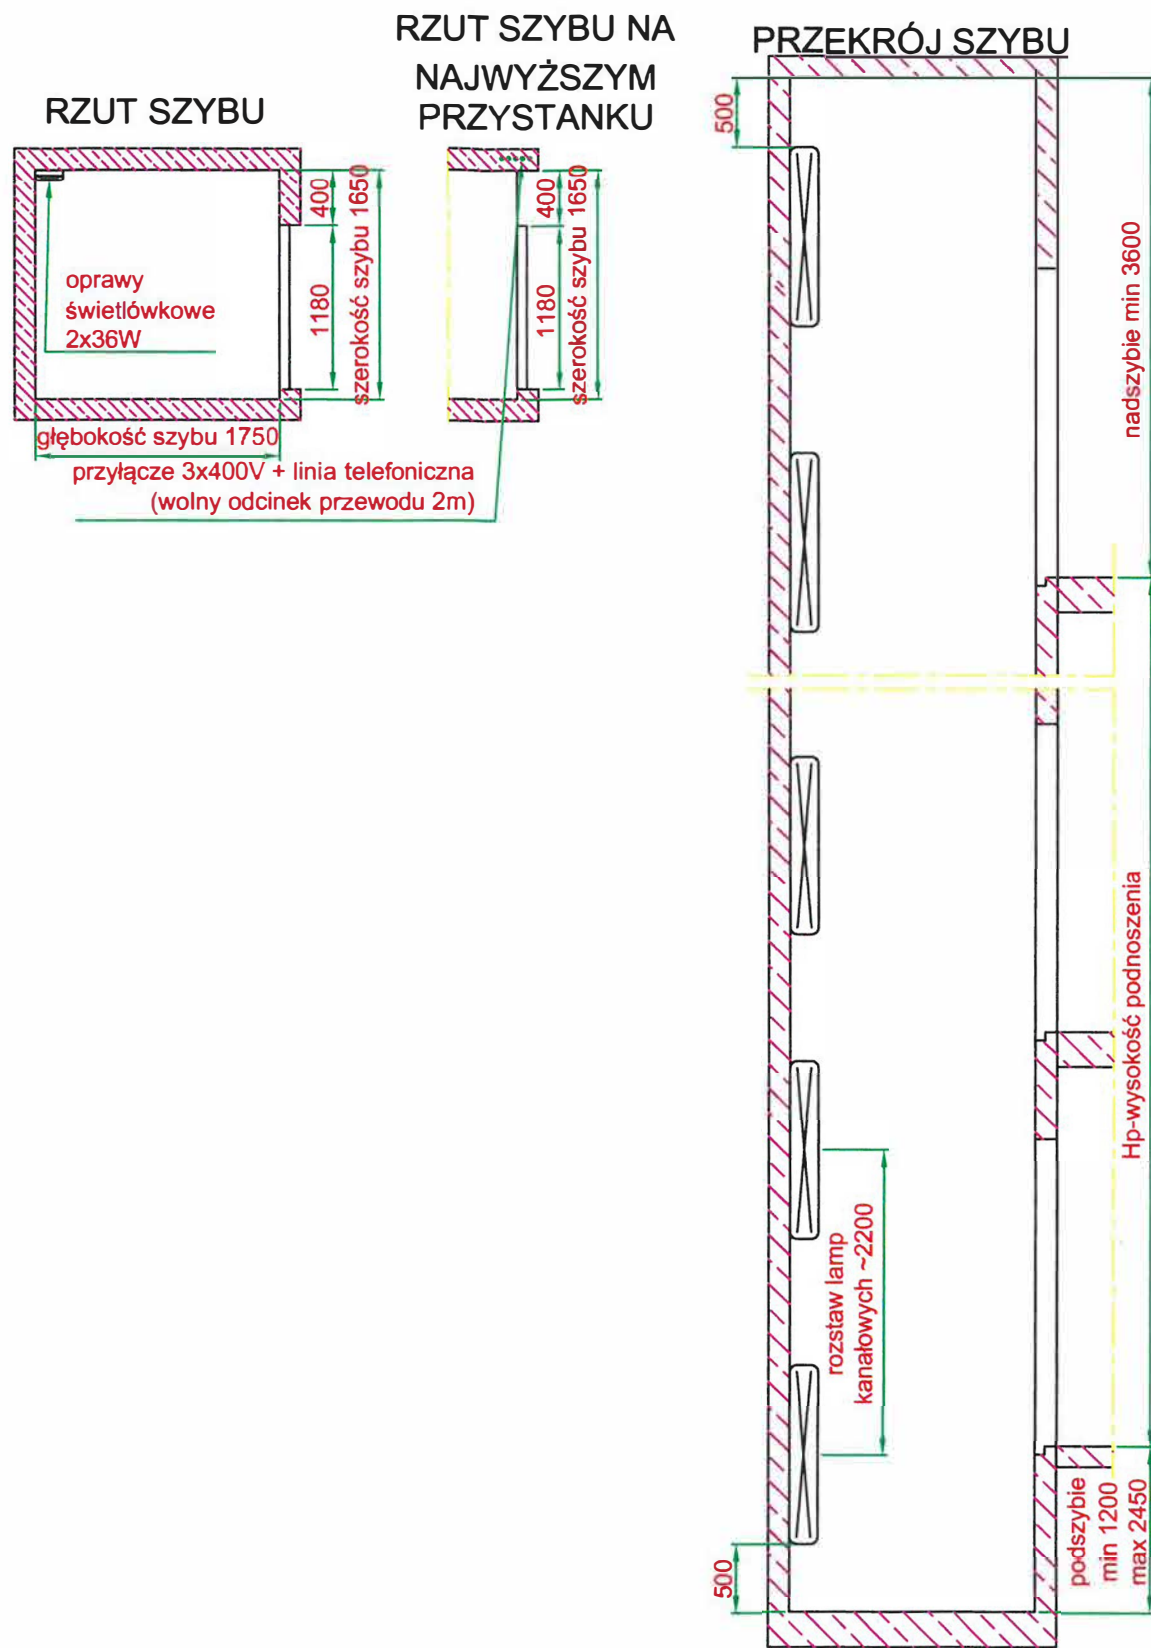 RZUT SZYBU
oprawy
świetlówkowe
2x36W
400
1180
szerokość szybu 1650
głębokość szybu 1750
RZUT SZYBU NA
NAJWYŻSZYM
PRZYSTANKU
400
1180
szerokość szybu 1650
przyłącze 3x400V + linia telefoniczna
(wolny odcinek przewodu 2m)
PRZEKRÓJ SZYBU
500
nadszybie min 3600
Hp-wysokość podnoszenia
rozstaw lamp
kanałowych ~2200
500
podszybie
min 1200
max 2450